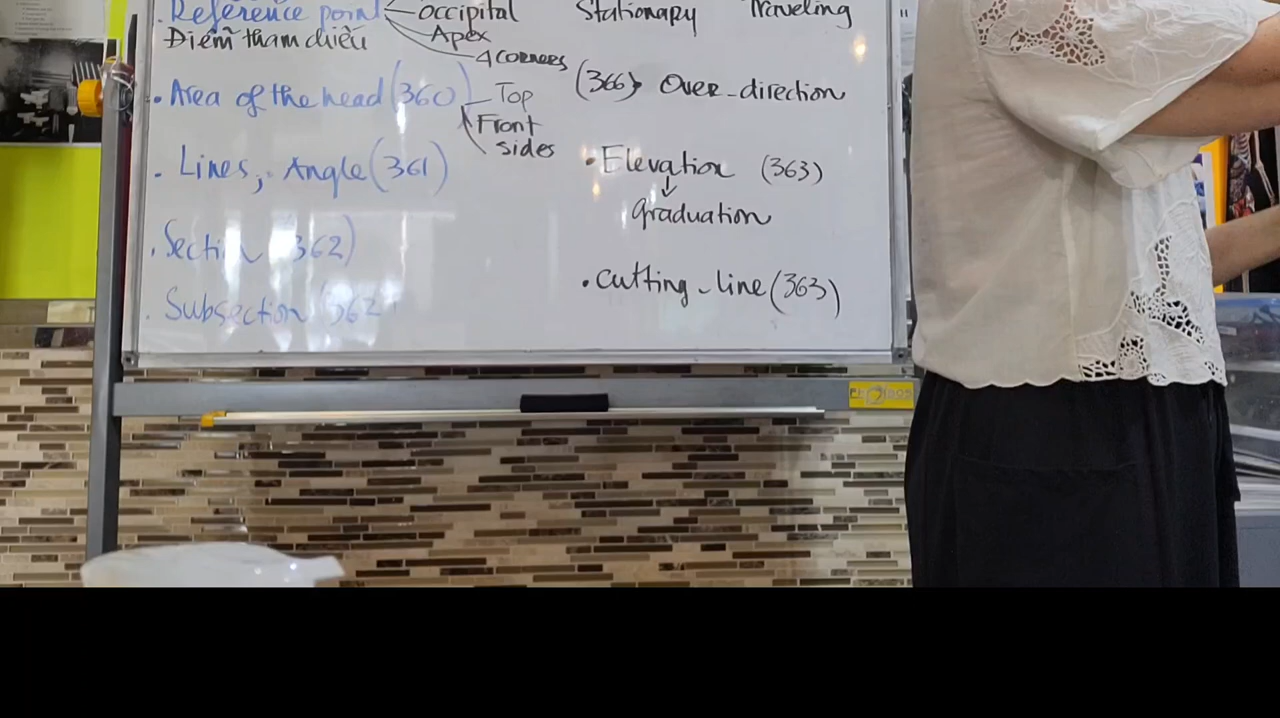 . Reference point occipital
Apex
4 corners
Điểm tham chiếu
. Area of the head (360) Top
Front
sides
. Lines, Angle (361)
. Section (362)
. Subsection (362)
Stationary Traveling
(366) Over-direction
. Elevation (363)
graduation
. cutting-line (363)